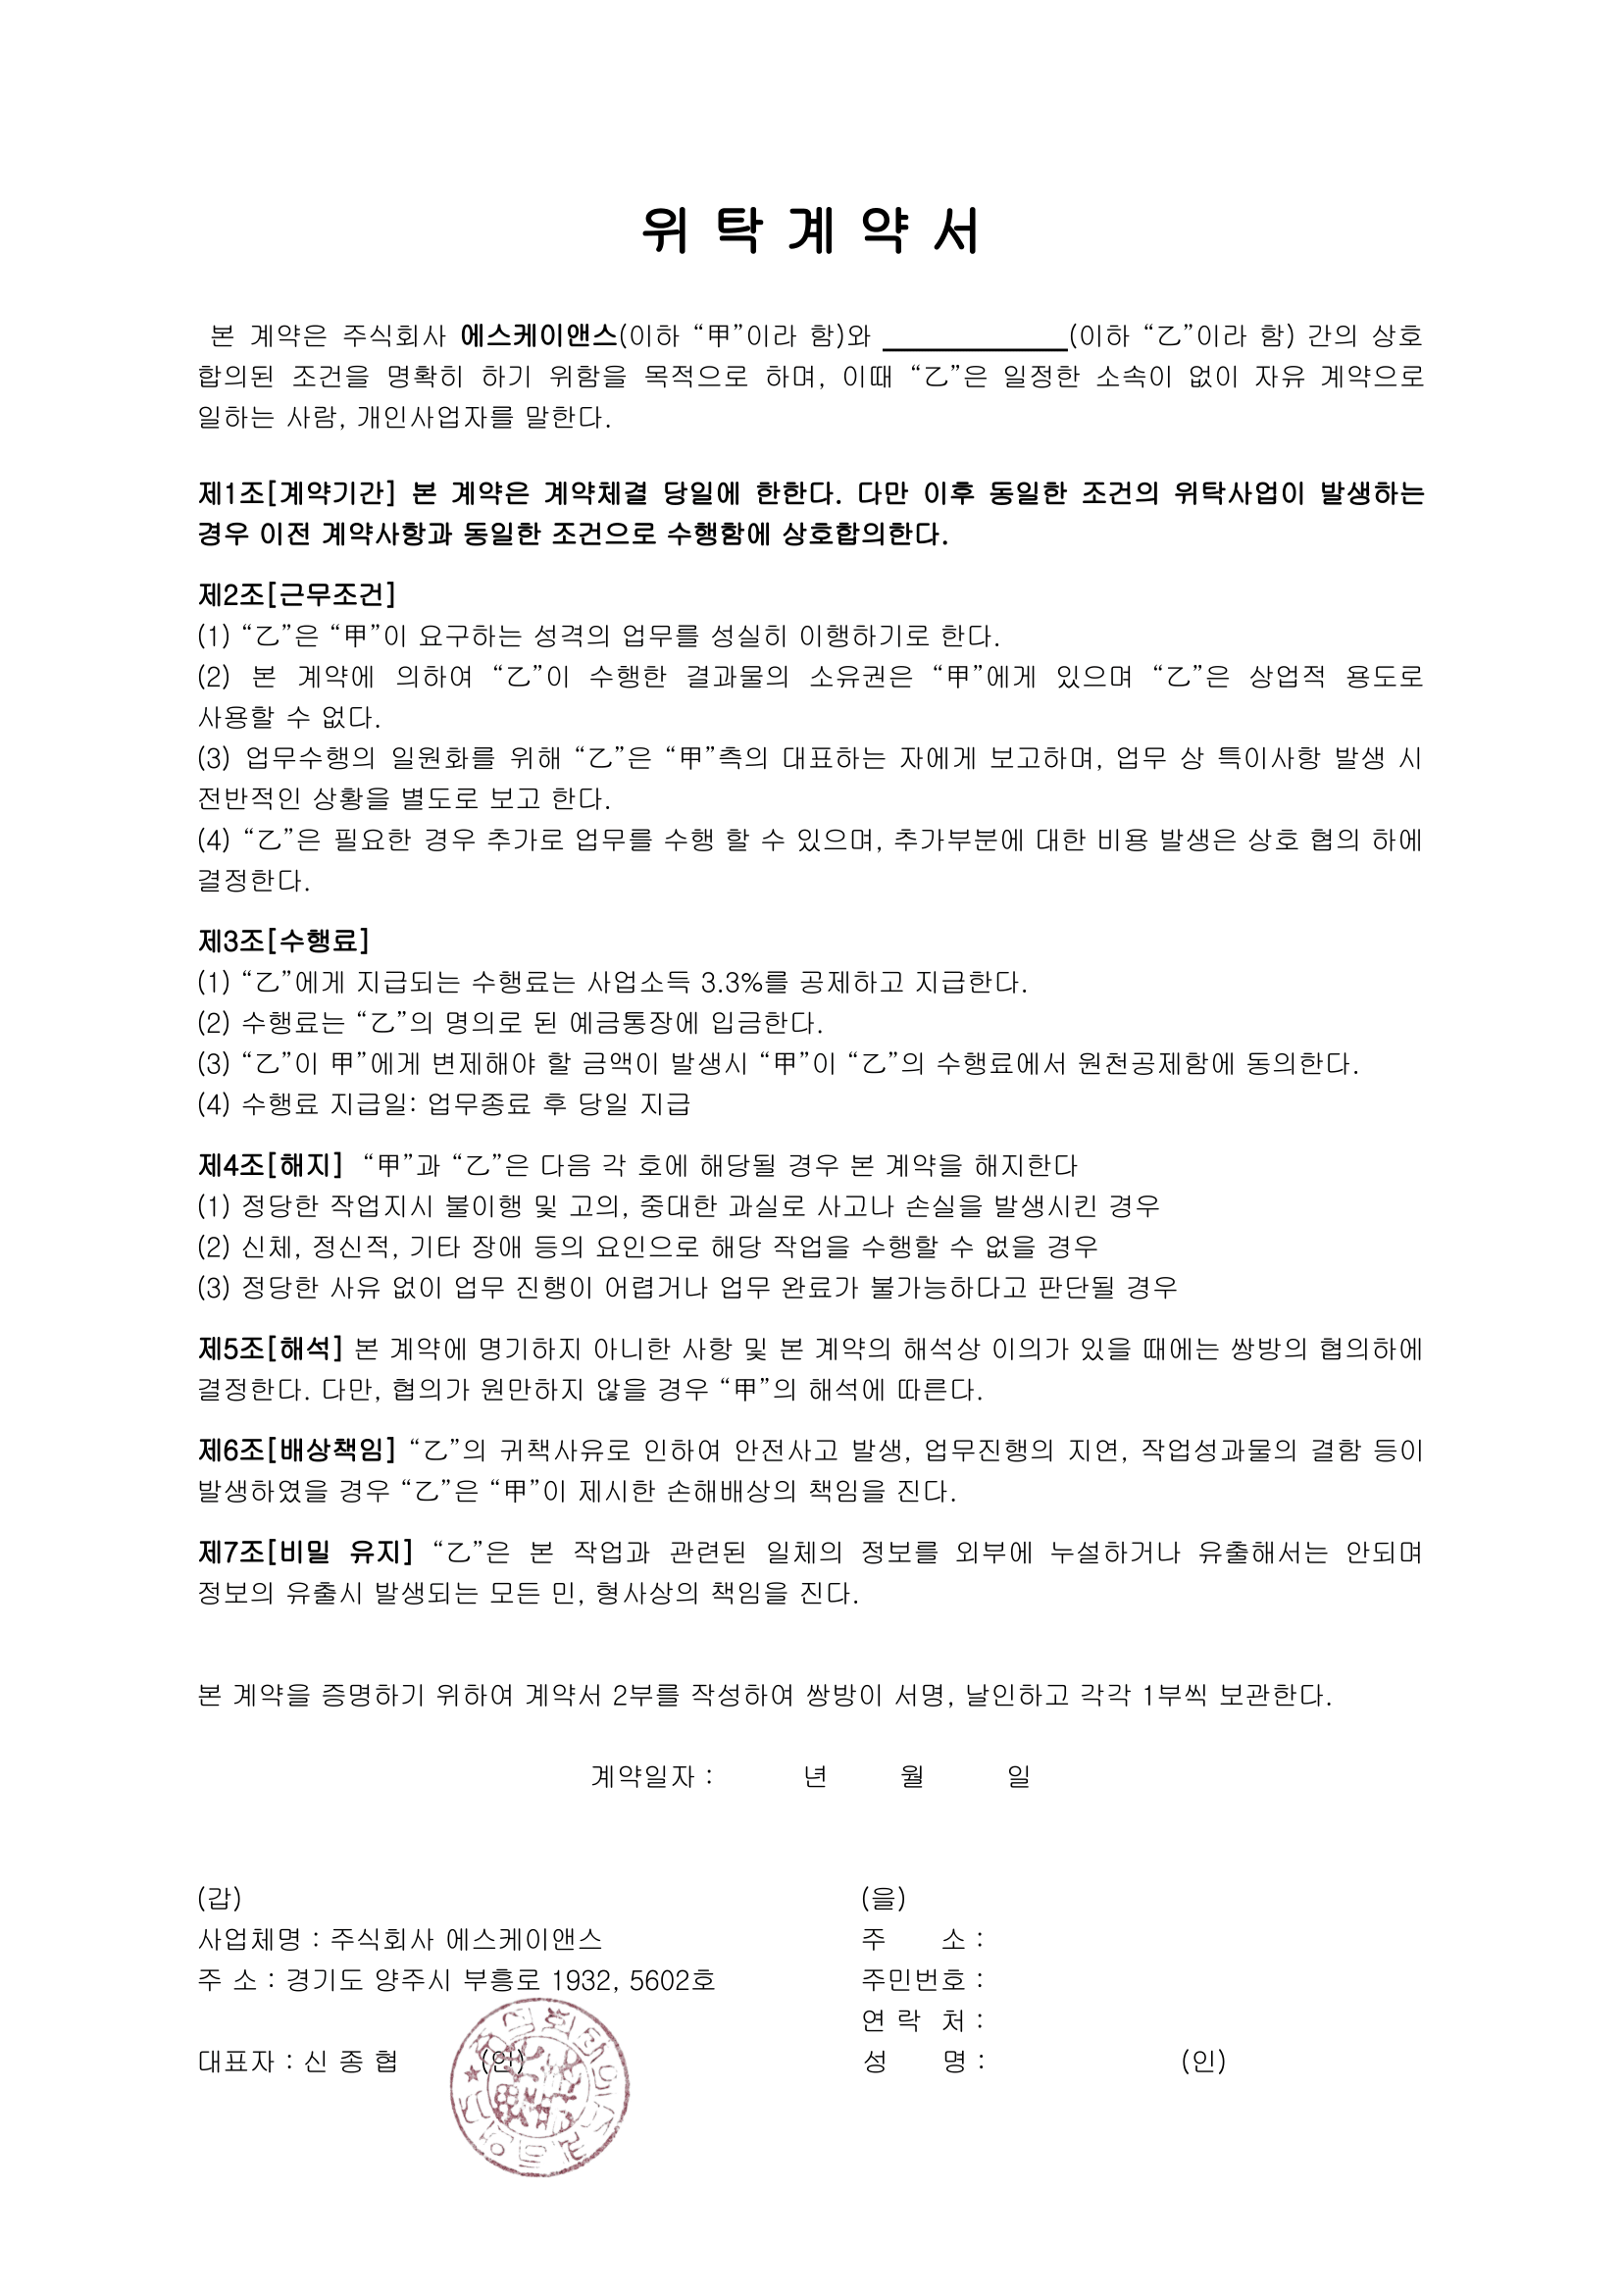 위 탁 계 약 서
본 계약은 주식회사 에스케이앤스(이하 “甲”이라 함)와 ____________(이하 “乙”이라 함) 간의 상호
합의된 조건을 명확히 하기 위함을 목적으로 하며, 이때 “乙”은 일정한 소속이 없이 자유 계약으로
일하는 사람, 개인사업자를 말한다.
제1조[계약기간] 본 계약은 계약체결 당일에 한한다. 다만 이후 동일한 조건의 위탁사업이 발생하는
경우 이전 계약사항과 동일한 조건으로 수행함에 상호합의한다.
제2조[근무조건]
(1) “乙”은 “甲”이 요구하는 성격의 업무를 성실히 이행하기로 한다.
(2) 본 계약에 의하여 “乙”이 수행한 결과물의 소유권은 “甲”에게 있으며 “乙”은 상업적 용도로
사용할 수 없다.
(3) 업무수행의 일원화를 위해 “乙”은 “甲”측의 대표하는 자에게 보고하며, 업무 상 특이사항 발생 시
전반적인 상황을 별도로 보고 한다.
(4) “乙”은 필요한 경우 추가로 업무를 수행 할 수 있으며, 추가부분에 대한 비용 발생은 상호 협의 하에
결정한다.
제3조[수행료]
(1) “乙”에게 지급되는 수행료는 사업소득 3.3%를 공제하고 지급한다.
(2) 수행료는 “乙”의 명의로 된 예금통장에 입금한다.
(3) “乙”이 甲”에게 변제해야 할 금액이 발생시 “甲”이 “乙”의 수행료에서 원천공제함에 동의한다.
(4) 수행료 지급일: 업무종료 후 당일 지급
제4조[해지] “甲”과 “乙”은 다음 각 호에 해당될 경우 본 계약을 해지한다
(1) 정당한 작업지시 불이행 및 고의, 중대한 과실로 사고나 손실을 발생시킨 경우
(2) 신체, 정신적, 기타 장애 등의 요인으로 해당 작업을 수행할 수 없을 경우
(3) 정당한 사유 없이 업무 진행이 어렵거나 업무 완료가 불가능하다고 판단될 경우
제5조[해석] 본 계약에 명기하지 아니한 사항 및 본 계약의 해석상 이의가 있을 때에는 쌍방의 협의하에
결정한다. 다만, 협의가 원만하지 않을 경우 “甲”의 해석에 따른다.
제6조[배상책임] “乙”의 귀책사유로 인하여 안전사고 발생, 업무진행의 지연, 작업성과물의 결함 등이
발생하였을 경우 “乙”은 “甲”이 제시한 손해배상의 책임을 진다.
제7조[비밀 유지] “乙”은 본 작업과 관련된 일체의 정보를 외부에 누설하거나 유출해서는 안되며
정보의 유출시 발생되는 모든 민, 형사상의 책임을 진다.
본 계약을 증명하기 위하여 계약서 2부를 작성하여 쌍방이 서명, 날인하고 각각 1부씩 보관한다.
계약일자 : 년 월 일
(갑)
사업체명 : 주식회사 에스케이앤스
주 소 : 경기도 양주시 부흥로 1932, 5602호
대표자 : 신 종 협 (인)
(을)
주 소 :
주민번호 :
연 락 처 :
성 명 : (인)